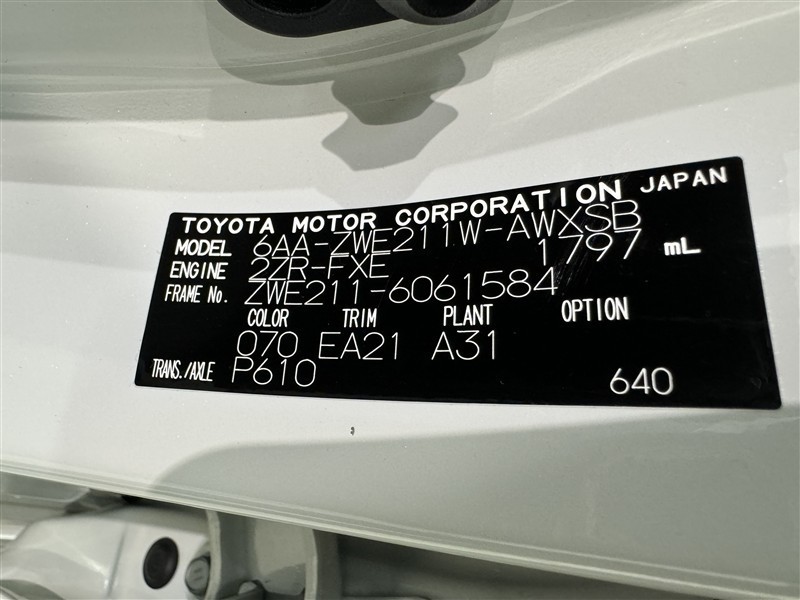 TOYOTA MOTOR CORPORATION JAPAN
MODEL 6AA-ZWE211W-AWXSB
ENGINE 2ZR-FXE 1797 mL
FRAME No. ZWE211-6061584
COLOR TRIM PLANT OPTION
070 EA21 A31
TRANS./AXLE P610 640